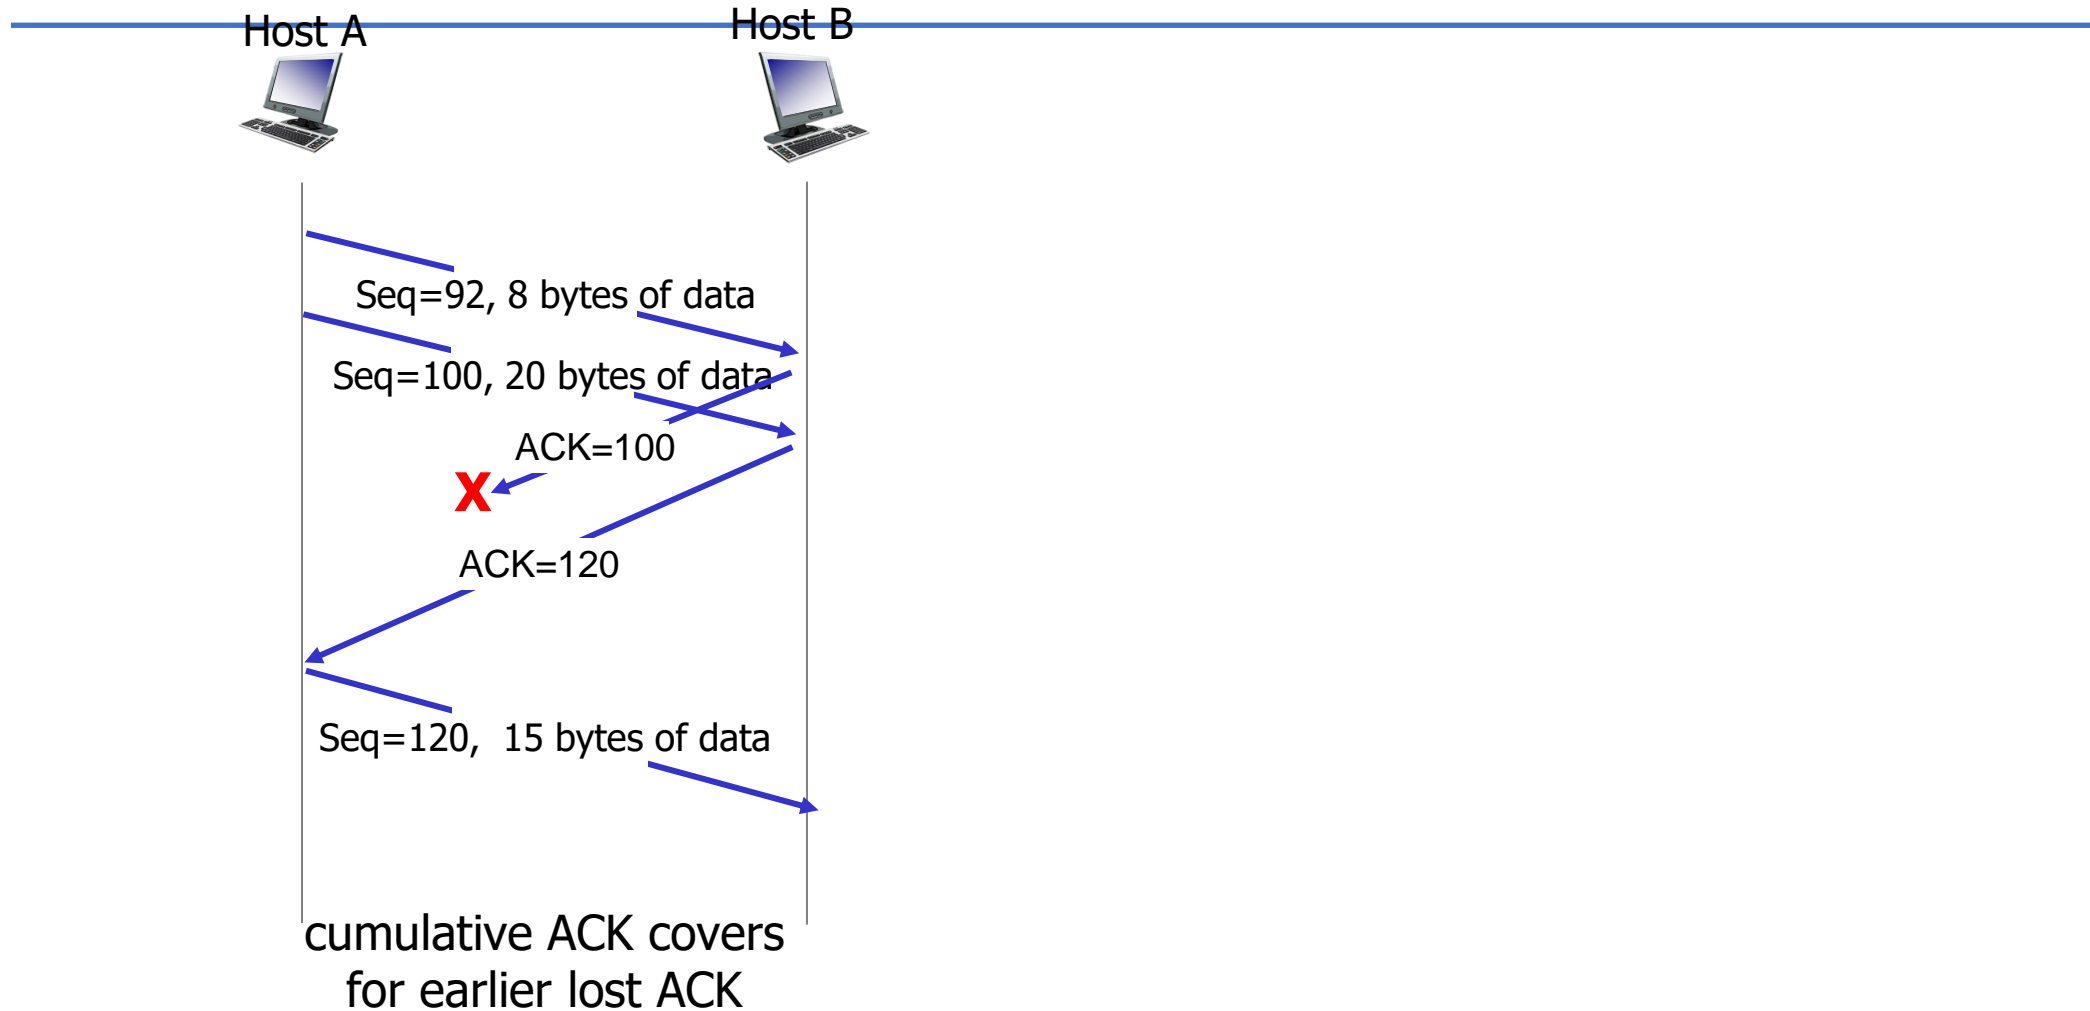 Host A
Host B
Seq=92, 8 bytes of data
Seq=100, 20 bytes of data
ACK=100
X
ACK=120
Seq=120, 15 bytes of data
cumulative ACK covers
for earlier lost ACK